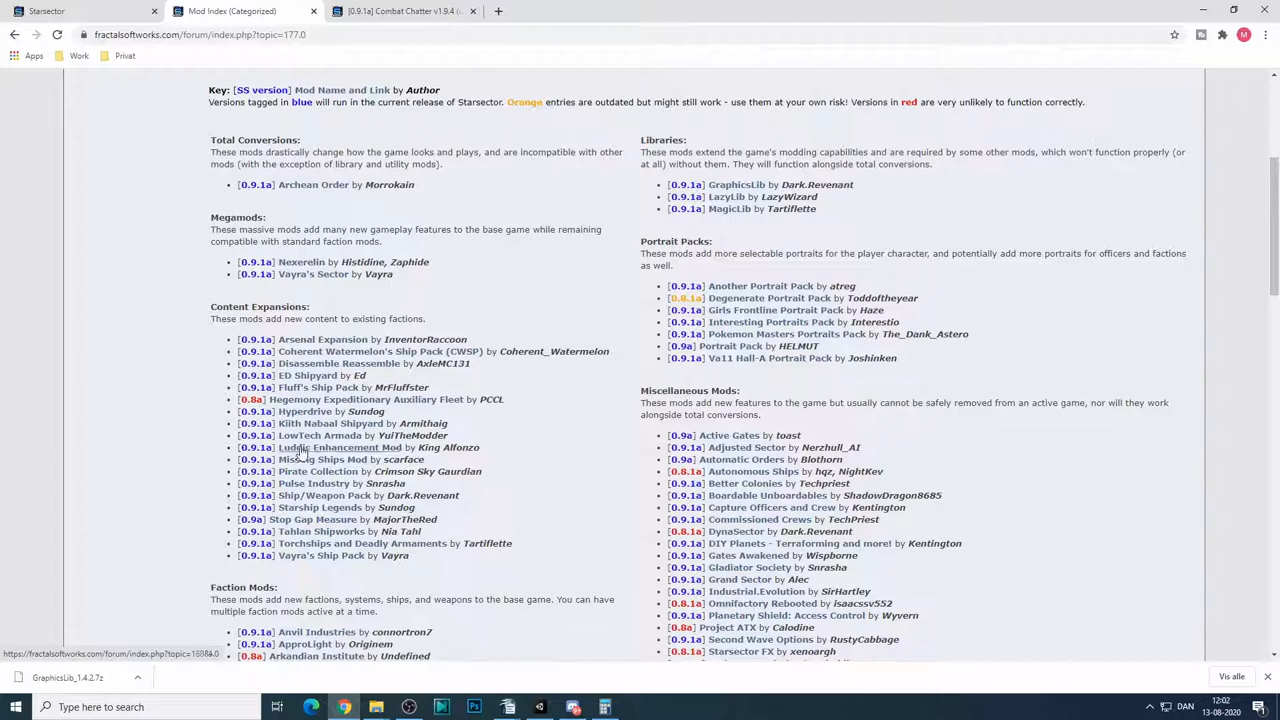 Starsector
Mod Index (Categorized)
[0.9.1a] Combat Chatter v1.9.4 (
fractalsoftworks.com/forum/index.php?topic=177.0
M
Apps
Work
Privat
Key: [SS version] Mod Name and Link by Author
Versions tagged in blue will run in the current release of Starsector. Orange entries are outdated but might still work - use them at your own risk! Versions in red are very unlikely to function correctly.
Total Conversions:
These mods drastically change how the game looks and plays, and are incompatible with other
mods (with the exception of library and utility mods).
[0.9.1a] Archean Order by Morrokain
Megamods:
These massive mods add many new gameplay features to the base game while remaining
compatible with standard faction mods.
[0.9.1a] Nexerelin by Histidine, Zaphide
[0.9.1a] Vayra's Sector by Vayra
Content Expansions:
These mods add new content to existing factions.
[0.9.1a] Arsenal Expansion by InventorRaccoon
[0.9.1a] Coherent Watermelon's Ship Pack (CWSP) by Coherent_Watermelon
[0.9.1a] Disassemble Reassemble by AxleMC131
[0.9.1a] ED Shipyard by Ed
[0.9.1a] Fluff's Ship Pack by MrFluffster
[0.8a] Hegemony Expeditionary Auxiliary Fleet by PCCL
[0.9.1a] Hyperdrive by Sundog
[0.9.1a] Kiith Nabaal Shipyard by Armithaig
[0.9.1a] LowTech Armada by YuiTheModder
[0.9.1a] Luddic Enhancement Mod by King Alfonzo
[0.9.1a] Missing Ships Mod by scarface
[0.9.1a] Pirate Collection by Crimson Sky Gaurdian
[0.9.1a] Pulse Industry by Snrasha
[0.9.1a] Ship/Weapon Pack by Dark.Revenant
[0.9.1a] Starship Legends by Sundog
[0.9a] Stop Gap Measure by MajorTheRed
[0.9.1a] Tahlan Shipworks by Nia Tahl
[0.9.1a] Torchships and Deadly Armaments by Tartiflette
[0.9.1a] Vayra's Ship Pack by Vayra
Faction Mods:
These mods add new factions, systems, ships, and weapons to the base game. You can have
multiple faction mods active at a time.
[0.9.1a] Anvil Industries by connortron7
[0.9.1a] ApproLight by Originem
[0.8a] Arkandian Institute by Undefined
Libraries:
These mods extend the game's modding capabilities and are required by some other mods, which won't function properly (or
at all) without them. They will function alongside total conversions.
[0.9.1a] GraphicsLib by Dark.Revenant
[0.9.1a] LazyLib by LazyWizard
[0.9.1a] MagicLib by Tartiflette
Portrait Packs:
These mods add more selectable portraits for the player character, and potentially add more portraits for officers and factions
as well.
[0.9.1a] Another Portrait Pack by atreg
[0.8.1a] Degenerate Portrait Pack by Toddoftheyear
[0.9.1a] Girls Frontline Portrait Pack by Haze
[0.9.1a] Interesting Portraits Pack by Interestio
[0.9.1a] Pokemon Masters Portraits Pack by The_Dank_Astero
[0.9a] Portrait Pack by HELMUT
[0.9.1a] Va11 Hall-A Portrait Pack by Joshinken
Miscellaneous Mods:
These mods add new features to the game but usually cannot be safely removed from an active game, nor will they work
alongside total conversions.
[0.9a] Active Gates by toast
[0.9.1a] Adjusted Sector by Nerzhull_AI
[0.9a] Automatic Orders by Blothorn
[0.8.1a] Autonomous Ships by hqz, NightKev
[0.9.1a] Better Colonies by Techpriest
[0.9.1a] Boardable Unboardables by ShadowDragon8685
[0.9.1a] Capture Officers and Crew by Kentington
[0.9.1a] Commissioned Crews by TechPriest
[0.8.1a] DynaSector by Dark.Revenant
[0.9.1a] DIY Planets - Terraforming and more! by Kentington
[0.9.1a] Gates Awakened by Wispborne
[0.9.1a] Gladiator Society by Snrasha
[0.9.1a] Grand Sector by Alec
[0.9.1a] Industrial.Evolution by SirHartley
[0.8.1a] Omnifactory Rebooted by isaacssv552
[0.9.1a] Planetary Shield: Access Control by Wyvern
[0.8a] Project ATX by Calodine
[0.9.1a] Second Wave Options by RustyCabbage
[0.8.1a] Starsector FX by xenoargh
GraphicsLib_1.4.2.7z
Vis alle
Type here to search
DAN
12:02
13-08-2020